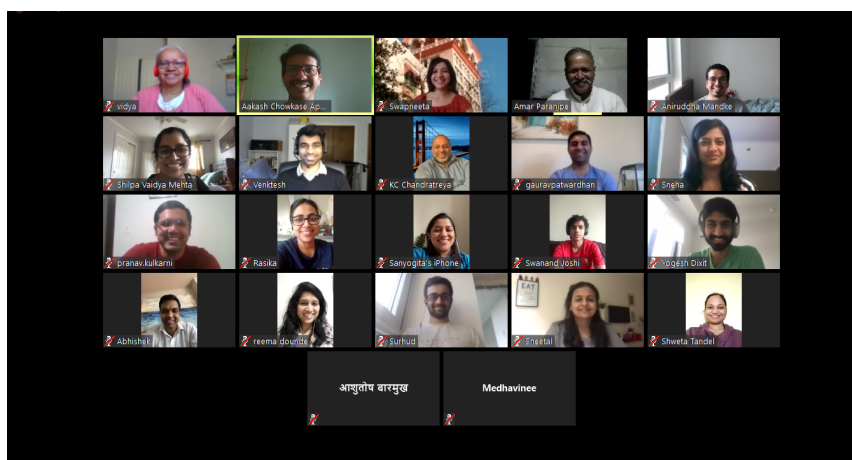 vidya
Aakash Chowkase Ap...
Swapneeta
Amar Paranjpe
Aniruddha Mandke
Shilpa Vaidya Mehta
Venktesh
KC Chandratreya
gauravpatwardhan
Sneha
pranav.kulkarni
Rasika
Sanyogita's iPhone
Swanand Joshi
Yogesh Dixit
Abhishek
reema dounde
Surhud
EAT
Sheetal
Shweta Tandel
आशुतोष बारमुख
Medhavinee